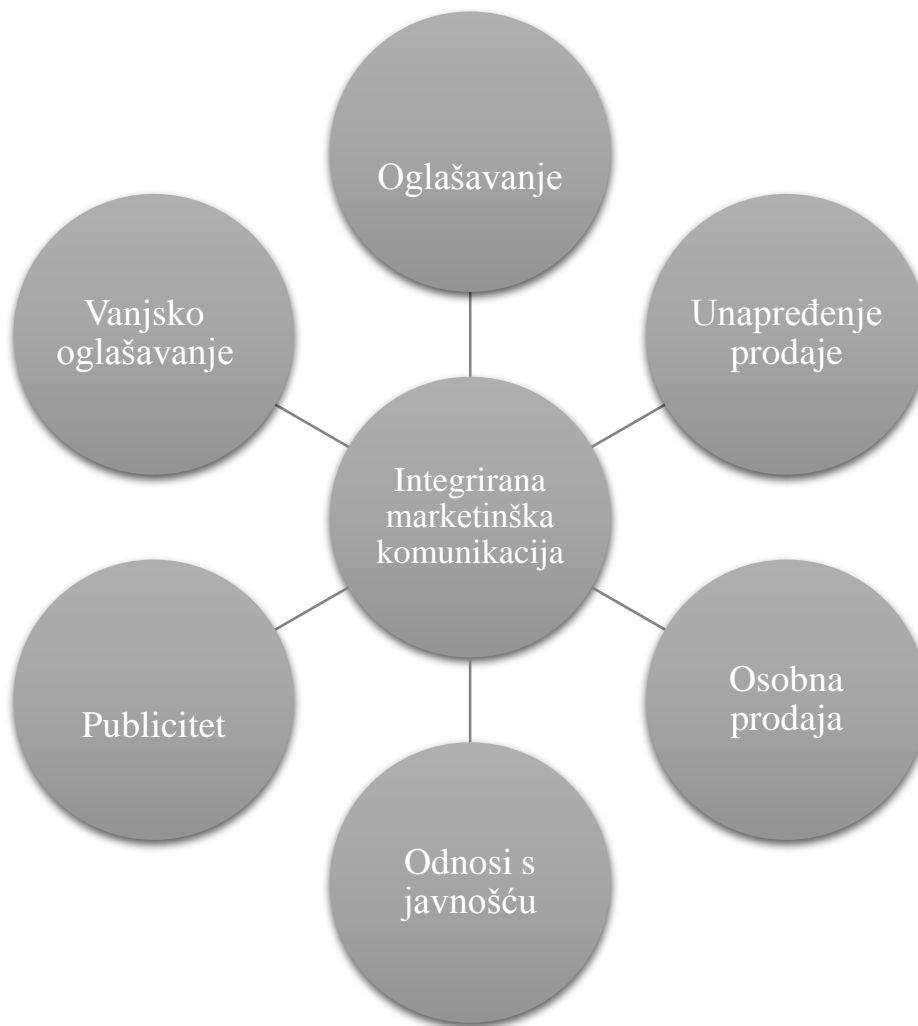 Oglašavanje
Vanjsko
oglašavanje
Unapređenje
prodaje
Integrirana
marketinška
komunikacija
Publicitet
Osobna
prodaja
Odnosi s
javnošću